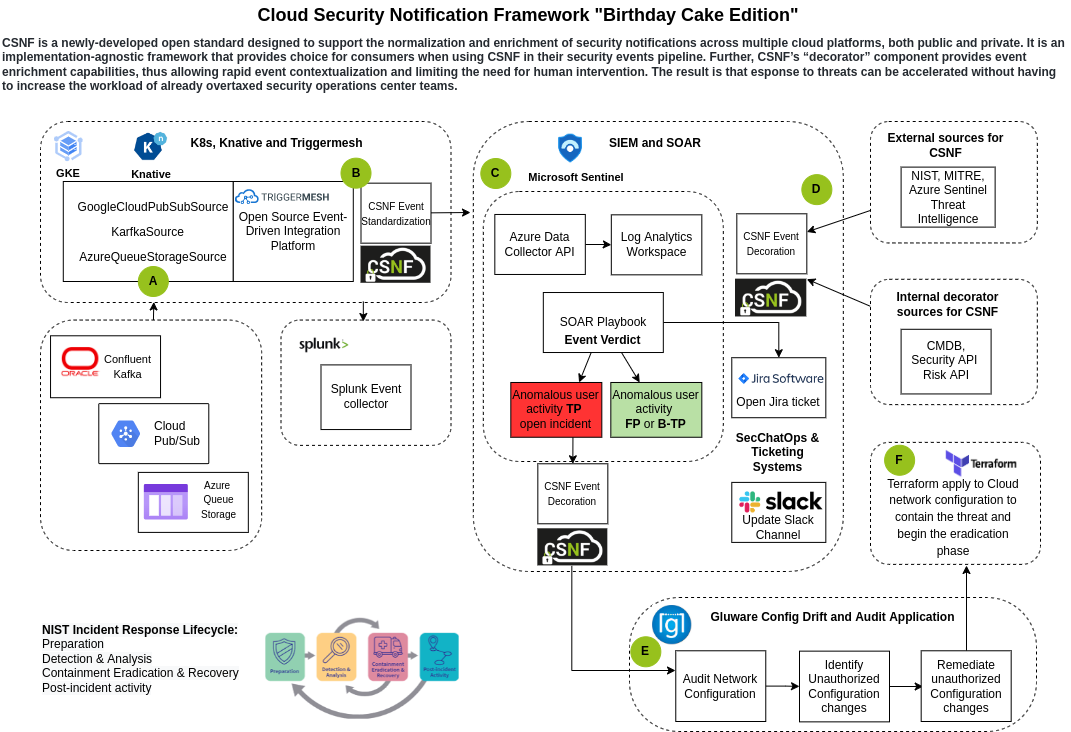 Cloud Security Notification Framework "Birthday Cake Edition"
CSNF is a newly-developed open standard designed to support the normalization and enrichment of security notifications across multiple cloud platforms, both public and private. It is an
implementation-agnostic framework that provides choice for consumers when using CSNF in their security events pipeline. Further, CSNF's “decorator” component provides event
enrichment capabilities, thus allowing rapid event contextualization and limiting the need for human intervention. The result is that esponse to threats can be accelerated without having
to increase the workload of already overtaxed security operations center teams.
GKE
K
n
Knative
K8s, Knative and Triggermesh
GoogleCloudPubSubSource
KarfkaSource
AzureQueueStorageSource
A
TRIGGERMESH
Open Source Event-
Driven Integration
Platform
B
CSNF Event
Standardization
CSNF
ORACLE
Confluent
Kafka
Cloud
Pub/Sub
Azure
Queue
Storage
splunk>
Splunk Event
collector
SIEM and SOAR
Microsoft Sentinel
C
Azure Data
Collector API
Log Analytics
Workspace
SOAR Playbook
Event Verdict
Anomalous user
activity TP
open incident
Anomalous user
activity
FP or B-TP
CSNF Event
Decoration
CSNF
D
CSNF Event
Decoration
CSNF
Jira Software
Open Jira ticket
SecChatOps &
Ticketing
Systems
slack
Update Slack
Channel
External sources for
CSNF
NIST, MITRE,
Azure Sentinel
Threat
Intelligence
Internal decorator
sources for CSNF
CMDB,
Security API
Risk API
F
Terraform
Terraform apply to Cloud
network configuration to
contain the threat and
begin the eradication
phase
E
[g]
Gluware Config Drift and Audit Application
Audit Network
Configuration
Identify
Unauthorized
Configuration
changes
Remediate
unauthorized
Configuration
changes
NIST Incident Response Lifecycle:
Preparation
Detection & Analysis
Containment Eradication & Recovery
Post-incident activity
Preparation
Detection &
Analysis
Containment
Eradication &
Recovery
Post-Incident
Activity